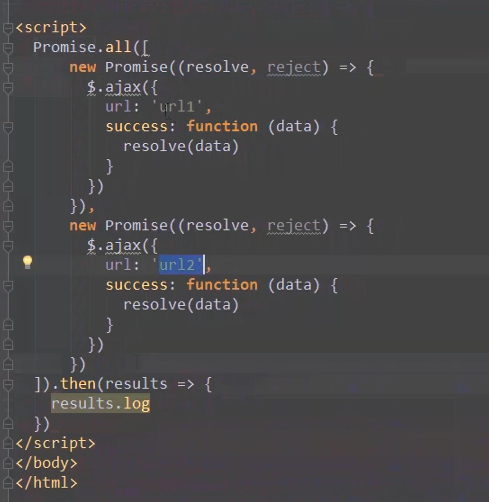 <script>
Promise.all([
new Promise((resolve, reject) => {
$.ajax({
url: 'url1',
success: function (data) {
resolve(data)
}
})
}),
new Promise((resolve, reject) => {
$.ajax({
url: 'url2',
success: function (data) {
resolve(data)
}
})
})
]).then(results => {
results.log
})
</script>
</body>
</html>